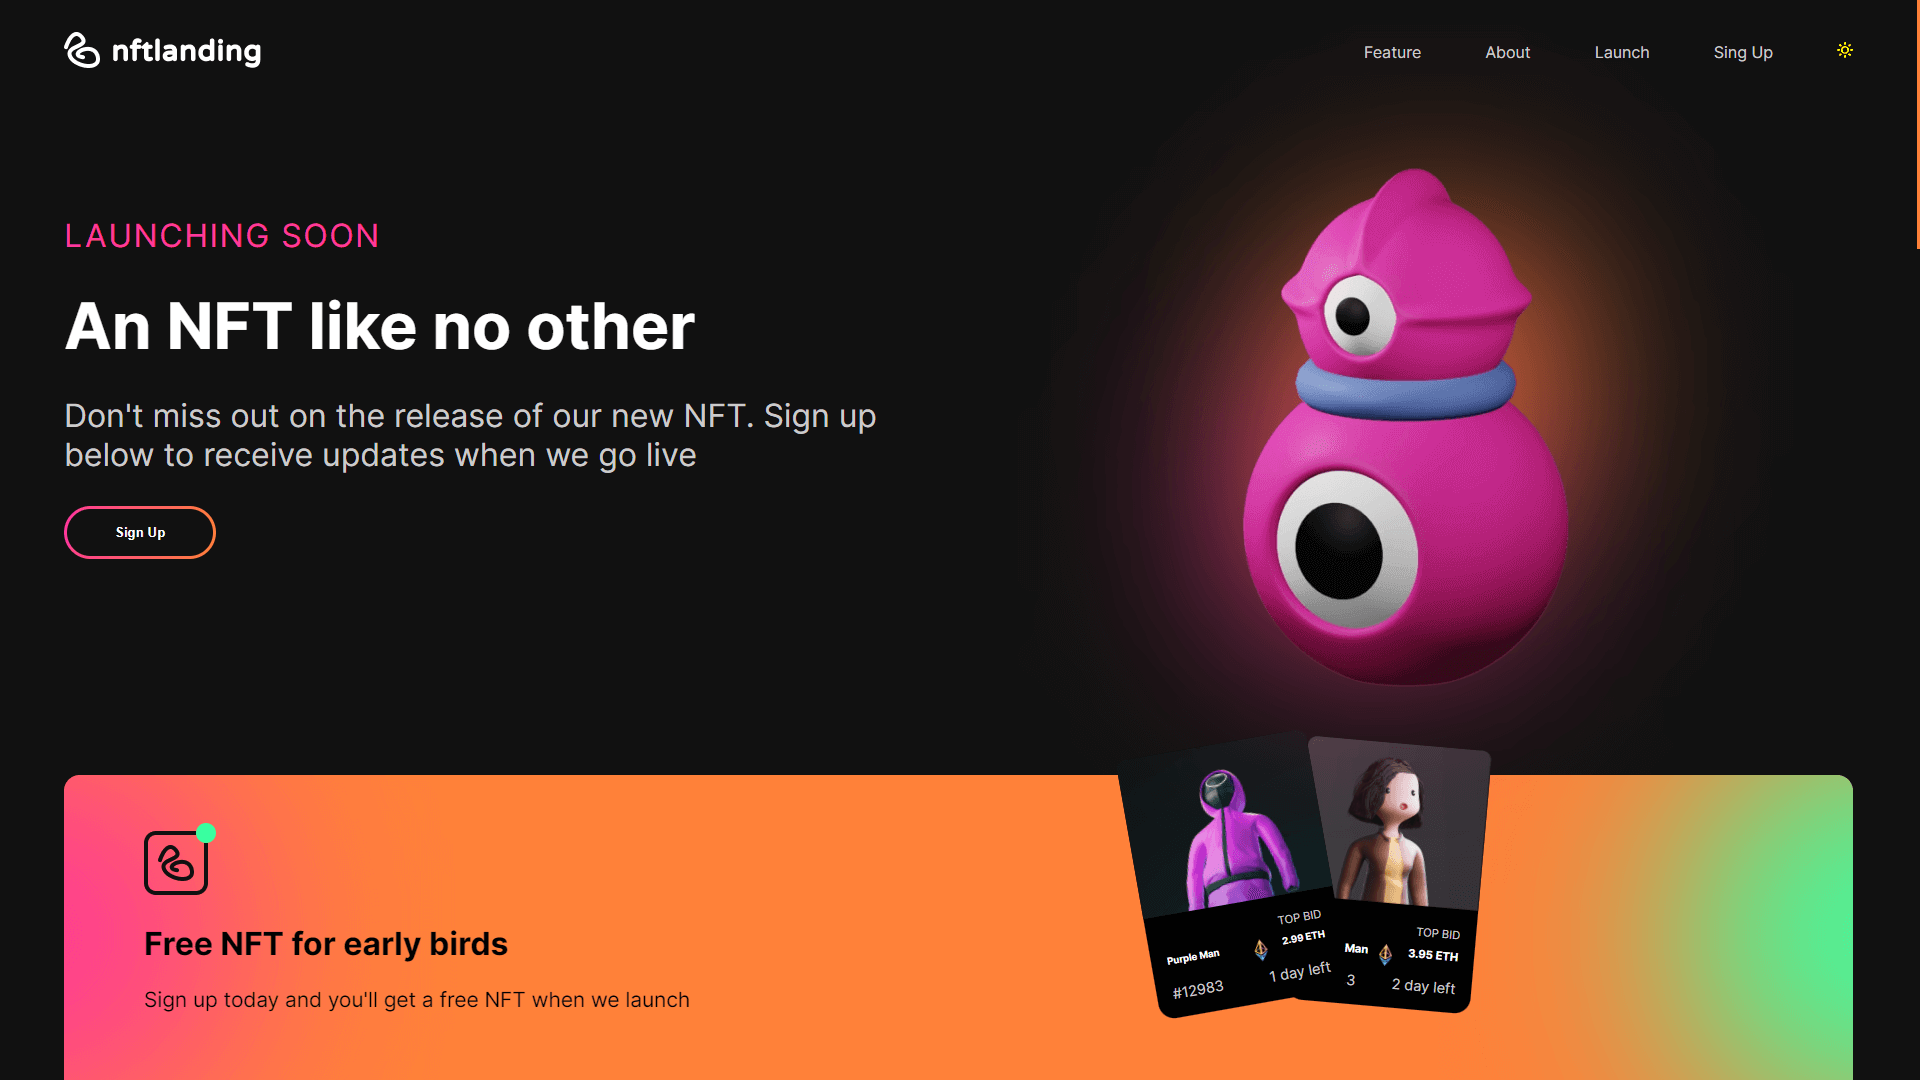 nftlanding
Feature
About
Launch
Sing Up
LAUNCHING SOON
An NFT like no other
Don't miss out on the release of our new NFT. Sign up
below to receive updates when we go live
Sign Up
Free NFT for early birds
Sign up today and you'll get a free NFT when we launch
TOP BID
Purple Man
2.99 ETH
#12983
1 day left
TOP BID
Man
3.95 ETH
3
2 day left